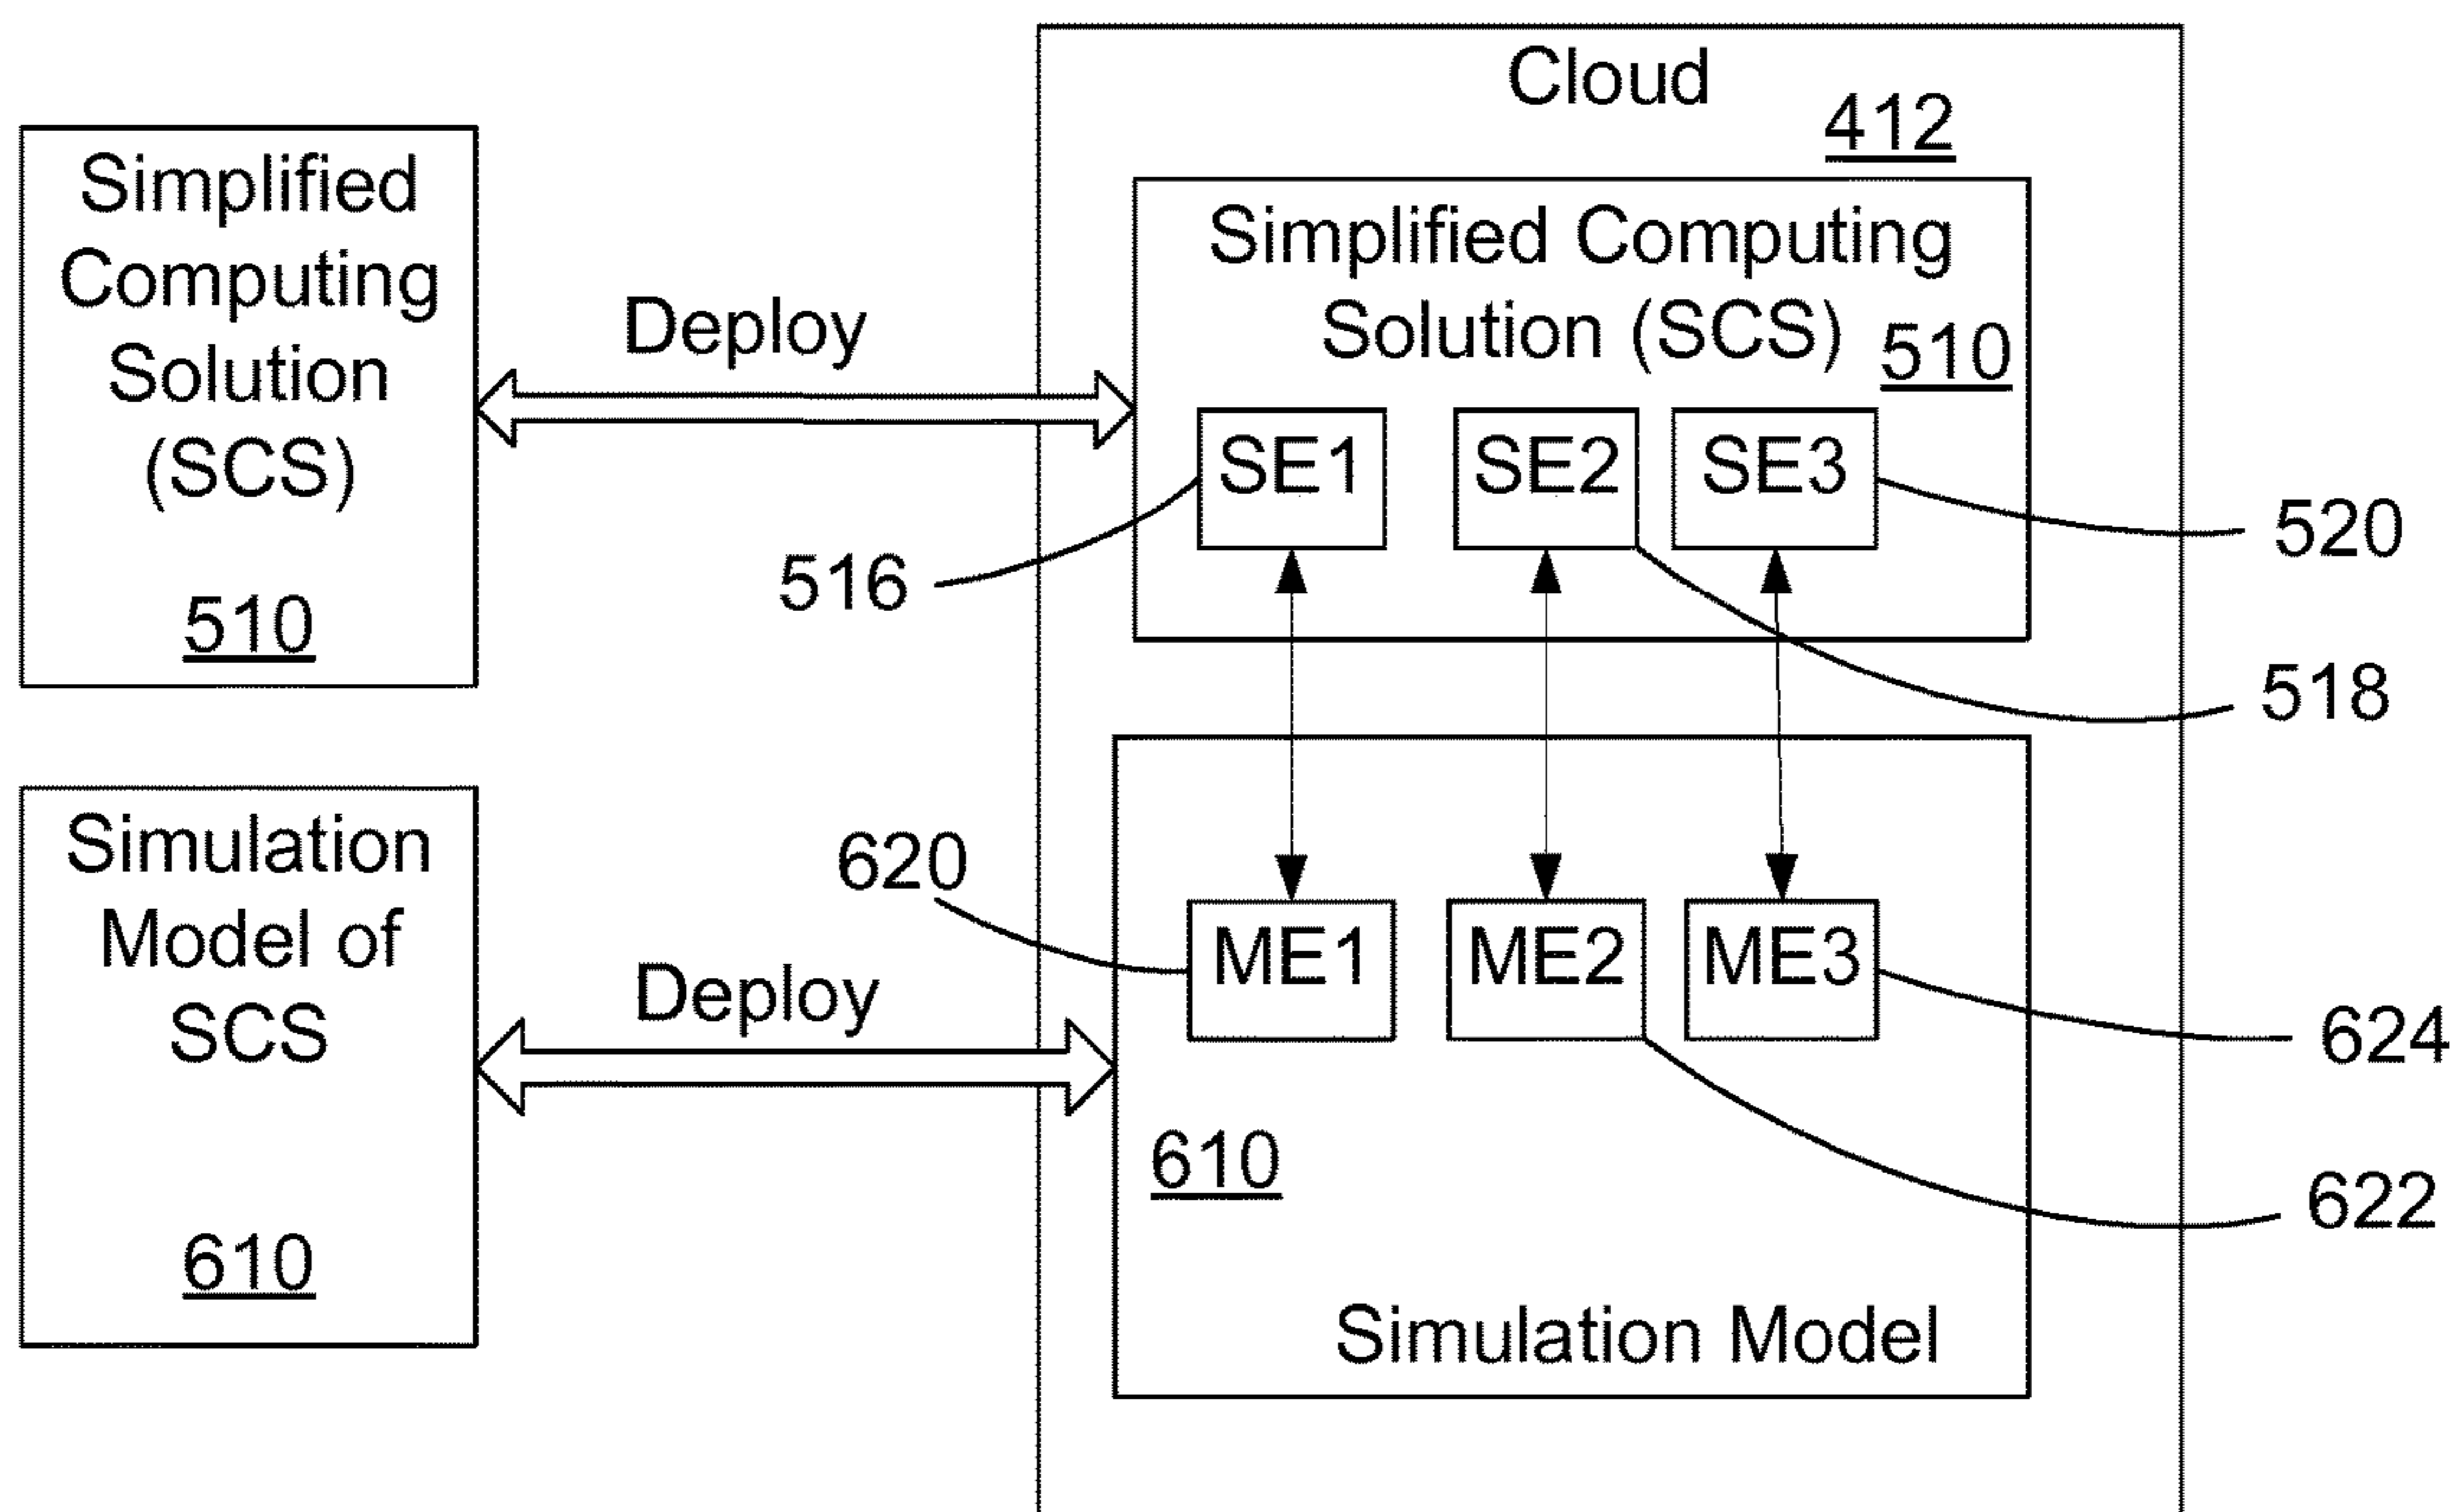 Cloud
412
Simplified
Computing
Solution
(SCS)
510
Deploy
Simplified Computing
Solution (SCS)
510
SE1
SE2
SE3
516
520
518
Simulation
Model of
SCS
610
Deploy
620
ME1
ME2
ME3
624
610
622
Simulation Model